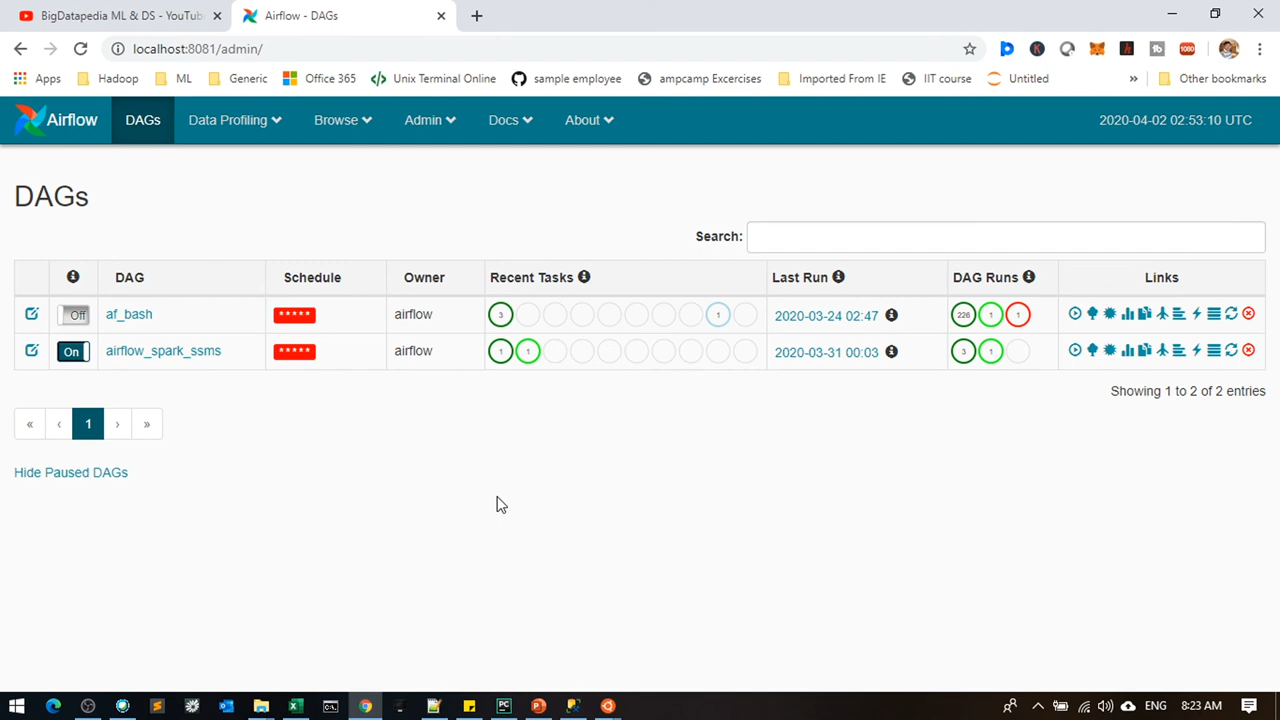 BigDatapedia ML & DS - YouTub
Airflow - DAGs
localhost:8081/admin/
Apps
Hadoop
ML
Generic
Office 365
Unix Terminal Online
sample employee
ampcamp Excercises
Imported From IE
IIT course
Untitled
»
Other bookmarks
Airflow
DAGs
Data Profiling
Browse
Admin
Docs
About
2020-04-02 02:53:10 UTC
DAGs
Search:
DAG Schedule Owner Recent Tasks Last Run DAG Runs Links
Off af_bash * * * * * airflow 3 1 2020-03-24 02:47 226 1 1
On airflow_spark_ssms * * * * * airflow 1 1 2020-03-31 00:03 3 1
Showing 1 to 2 of 2 entries
« ‹ 1 › »
Hide Paused DAGs
ENG
8:23 AM